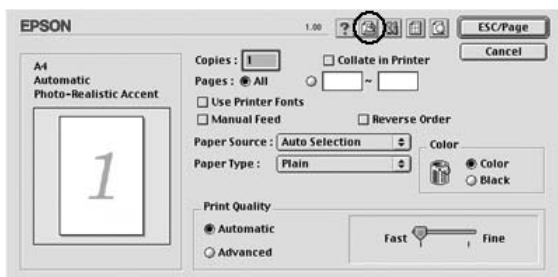 EPSON
1.00
?
ESC/Page
Cancel
A4
Automatic
Photo-Realistic Accent
1
Copies : 1
Collate in Printer
Pages : All ~
Use Printer Fonts
Manual Feed
Reverse Order
Paper Source : Auto Selection
Paper Type : Plain
Color
Color
Black
Print Quality
Automatic
Advanced
Fast
Fine